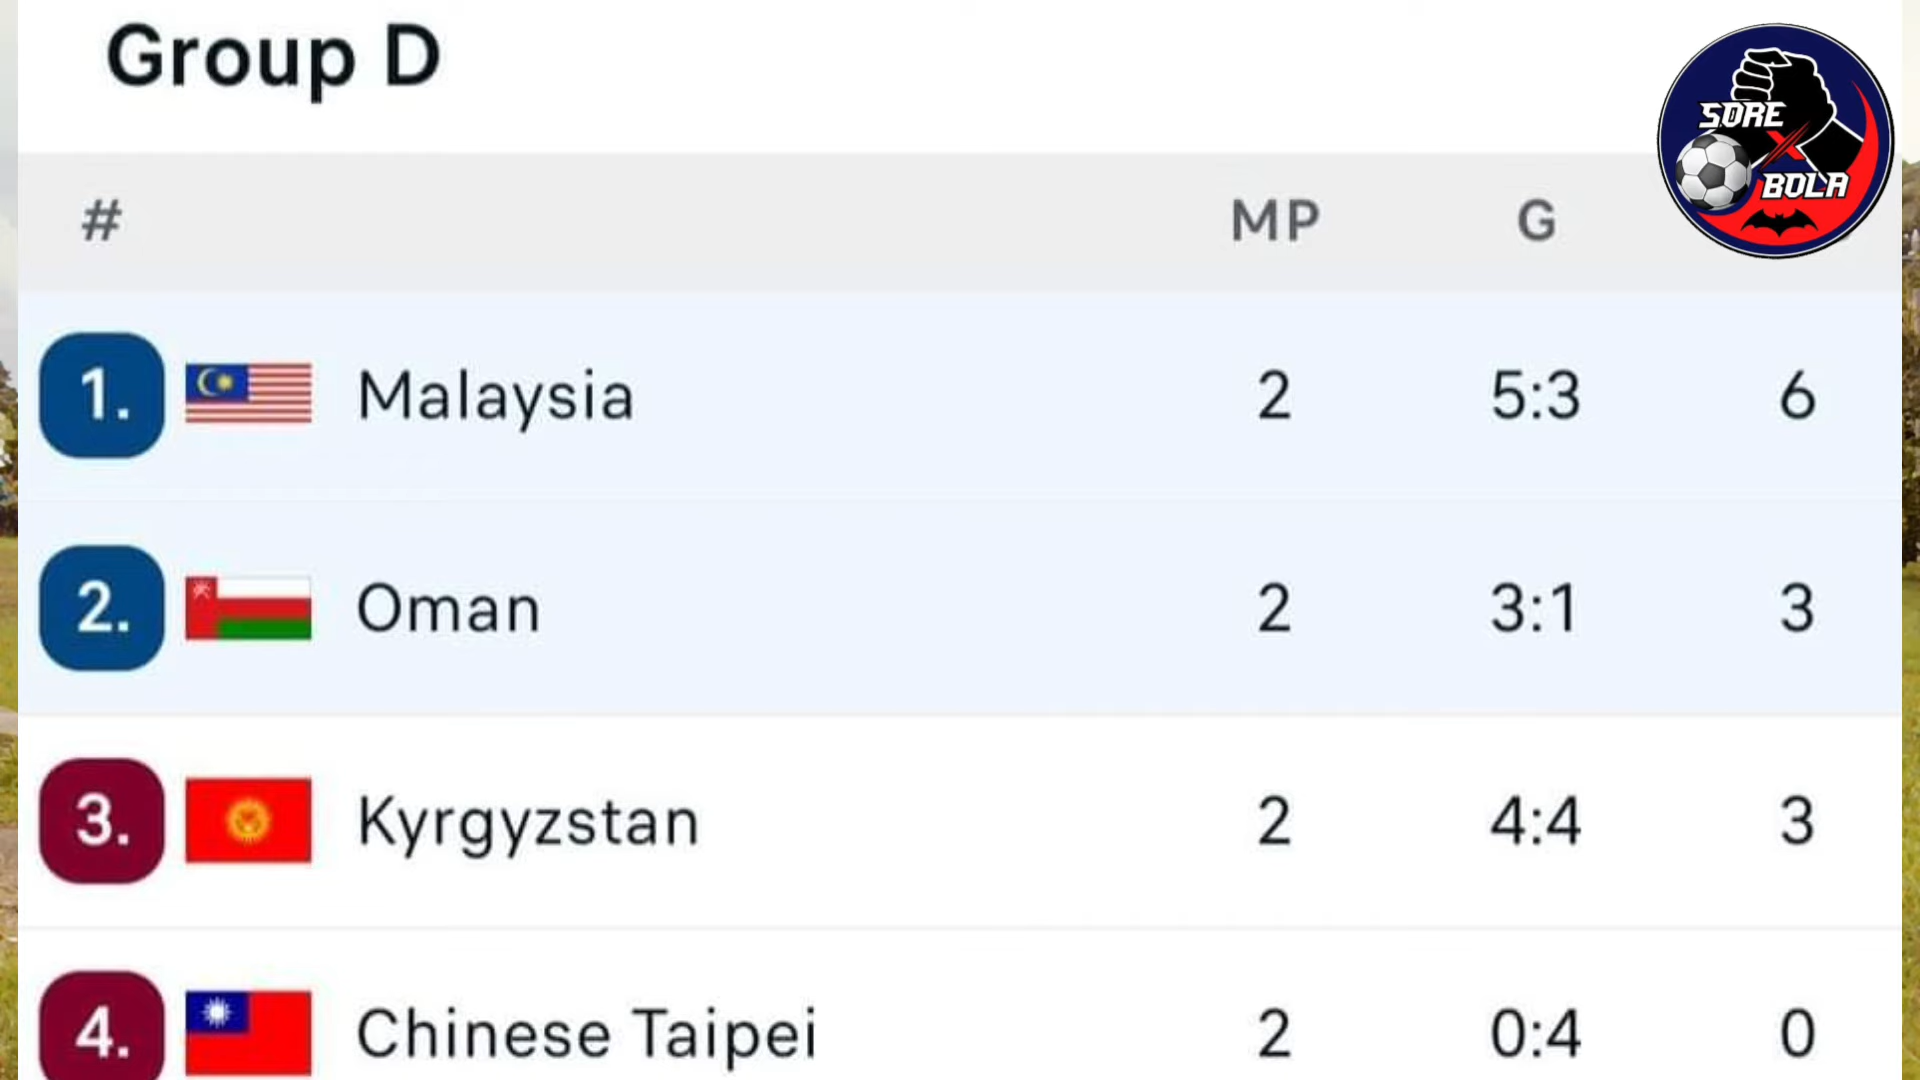 Group D
SORE
X
BOLA
# MP G
1. Malaysia 2 5:3 6
2. Oman 2 3:1 3
3. Kyrgyzstan 2 4:4 3
4. Chinese Taipei 2 0:4 0